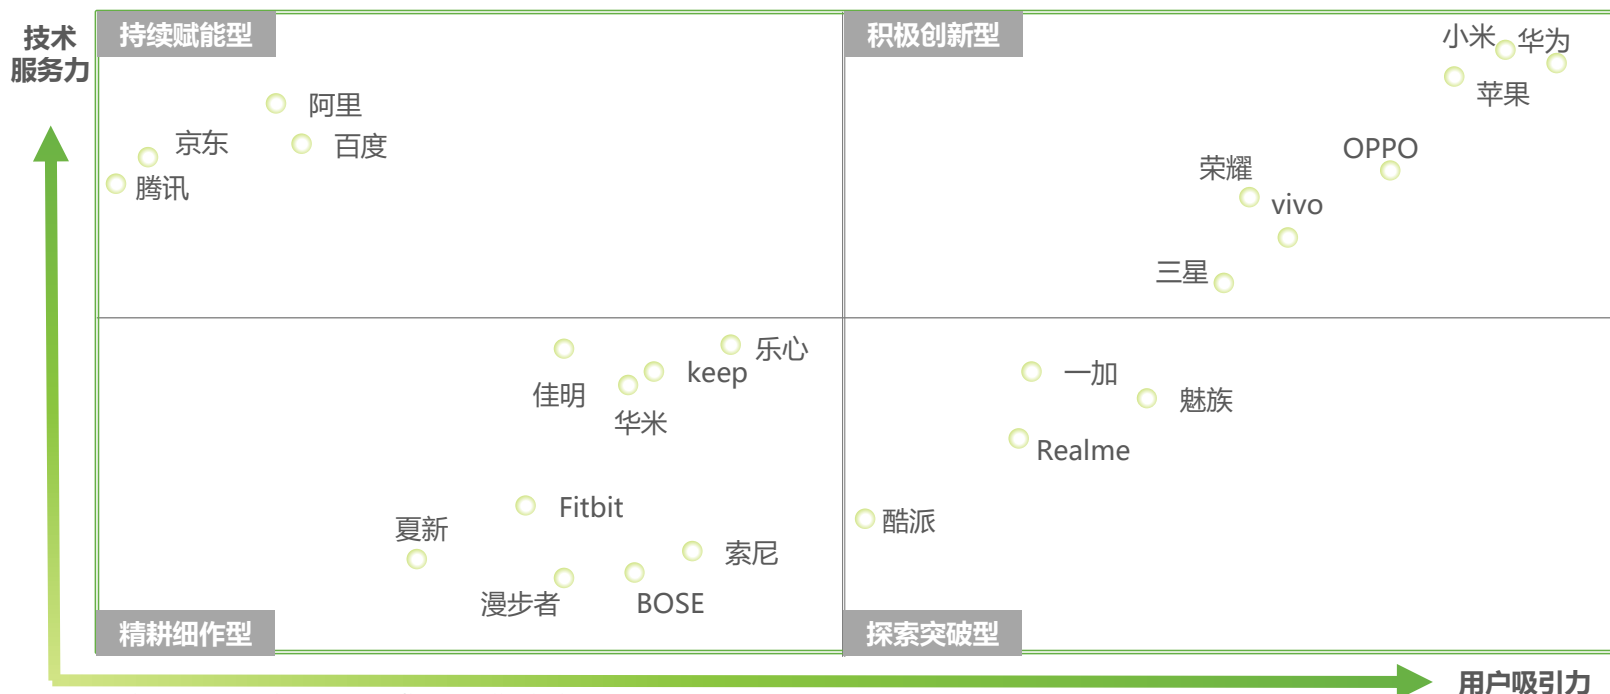 技术
服务力
持续赋能型
积极创新型
小米
华为
苹果
阿里
京东
百度
腾讯
OPPO
荣耀
vivo
三星
乐心
keep
佳明
华米
一加
魅族
Realme
Fitbit
夏新
酷派
索尼
漫步者
BOSE
精耕细作型
探索突破型
用户吸引力